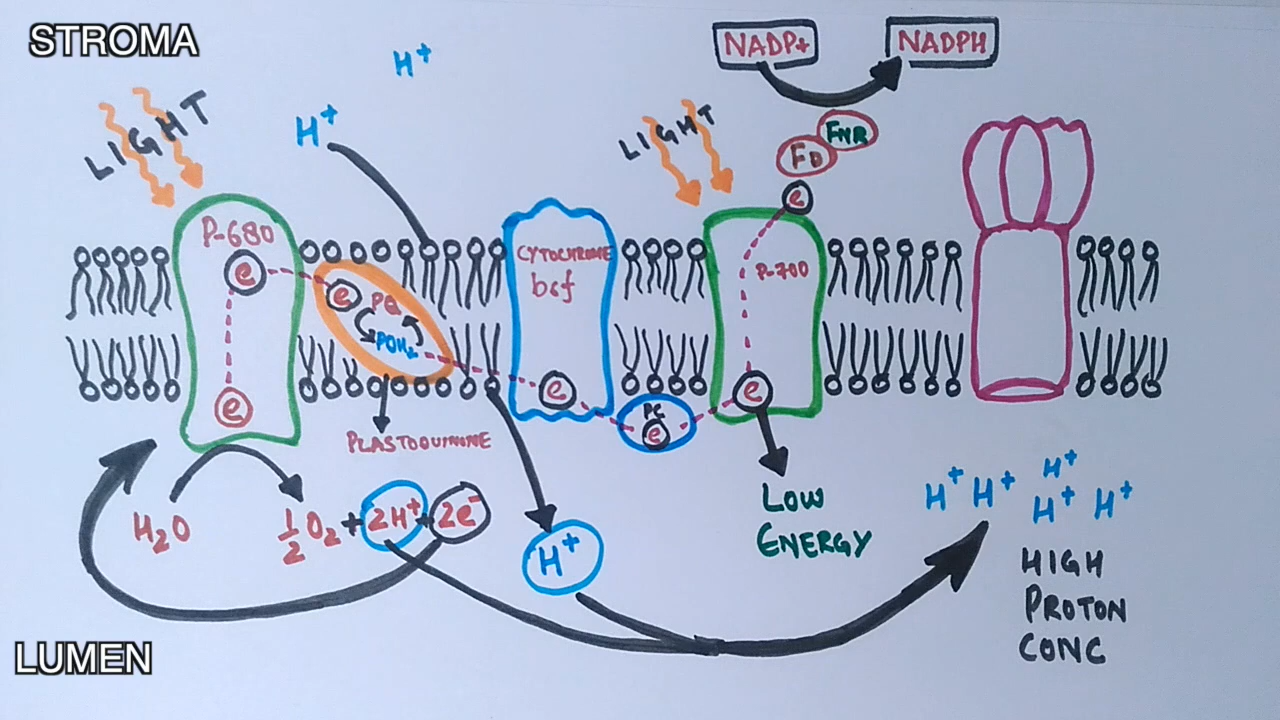 STROMA
H+
NADP+
NADPH
LIGHT
H+
LIGHT
FNR
FD
e
P-680
e
e
PQ
PQH2
CYTOCHROME
b6f
P-700
e
e
PC
e
e
PLASTOQUINONE
H2O
1/2 O2 + 2H+ + 2e-
H+
LOW
ENERGY
H+ H+ H+ H+ H+
HIGH
PROTON
CONC
LUMEN